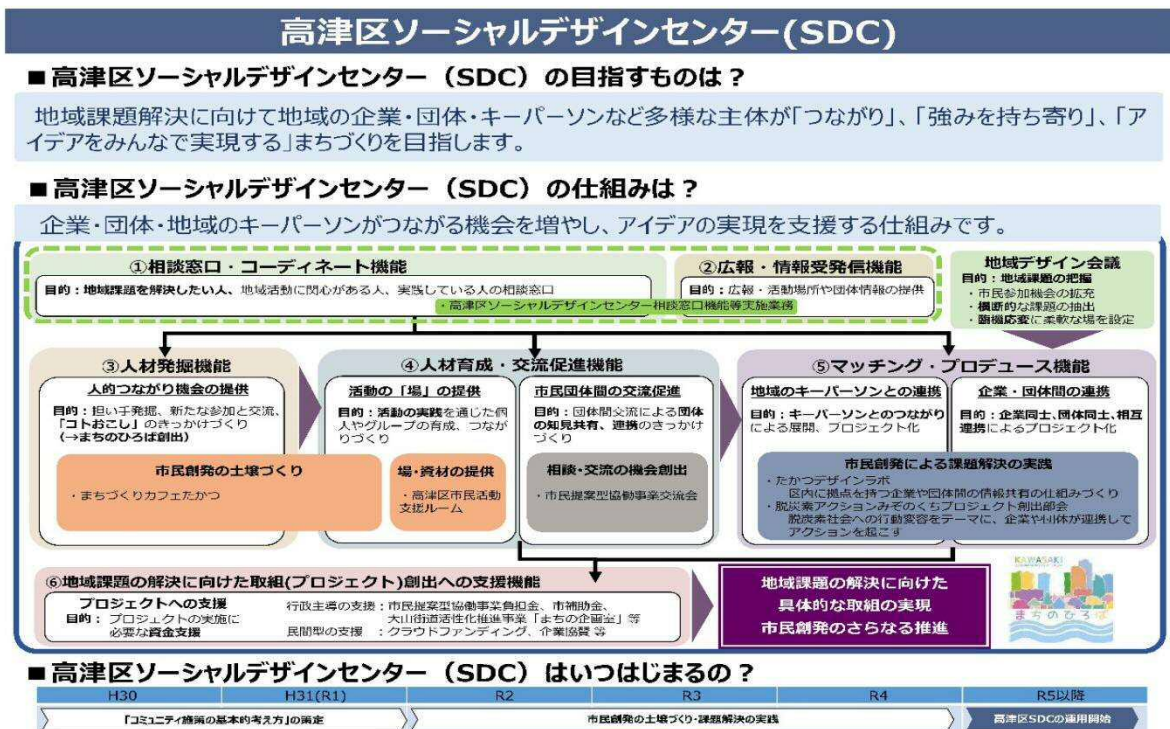 高津区ソーシャルデザインセンター(SDC)
■高津区ソーシャルデザインセンター（SDC）の目指すものは？
地域課題解決に向けて地域の企業・団体・キーパーソンなど多様な主体が「つながり」、「強みを持ち寄り」、「ア
イデアをみんなで実現する」まちづくりを目指します。
■高津区ソーシャルデザインセンター（SDC）の仕組みは？
企業・団体・地域のキーパーソンがつながる機会を増やし、アイデアの実現を支援する仕組みです。
①相談窓口・コーディネート機能
目的：地域課題を解決したい人、地域活動に関心がある人、実践している人の相談窓口
②広報・情報受発信機能
目的：広報・活動場所や団体情報の提供
・高津区ソーシャルデザインセンター相談窓口機能等実施業務
地域デザイン会議
目的：地域課題の把握
・市民参加機会の拡充
・横断的な課題の抽出
・臨機応変に柔軟な場を設定
③人材発掘機能
人的つながり機会の提供
目的：担い手発掘、新たな参加と交流、
「コトおこし」のきっかけづくり
(→まちのひろば創出)
④人材育成・交流促進機能
活動の「場」の提供
目的：活動の実践を通じた個
人やグループの育成、つなが
りづくり
市民団体間の交流促進
目的：団体間交流による団体
の知見共有、連携のきっかけ
づくり
⑤マッチング・プロデュース機能
地域のキーパーソンとの連携
目的：キーパーソンとのつながり
による展開、プロジェクト化
企業・団体間の連携
目的：企業同士、団体同士、相互
連携によるプロジェクト化
市民創発の土壌づくり
・まちづくりカフェたかつ
場・資材の提供
・高津区市民活動
支援ルーム
相談・交流の機会創出
・市民提案型協働事業交流会
市民創発による課題解決の実践
・たかつデザインラボ
区内に拠点を持つ企業や団体間の情報共有の仕組みづくり
・脱炭素アクションみぞのくちプロジェクト創出部会
脱炭素社会への行動変容をテーマに、企業や団体が連携して
アクションを起こす
⑥地域課題の解決に向けた取組(プロジェクト)創出への支援機能
プロジェクトへの支援
目的：プロジェクトの実施に
必要な資金支援
行政主導の支援：市民提案型協働事業負担金、市補助金、
大山街道活性化推進事業「まちの企画室」等
民間型の支援　：クラウドファンディング、企業協賛 等
地域課題の解決に向けた
具体的な取組の実現
市民創発のさらなる推進
KAWASAKI
まちのひろば
■高津区ソーシャルデザインセンター（SDC）はいつはじまるの？
H30 H31(R1) R2 R3 R4 R5以降
「コミュニティ施策の基本的考え方」の策定 市民創発の土壌づくり・課題解決の実践 高津区SDCの運用開始